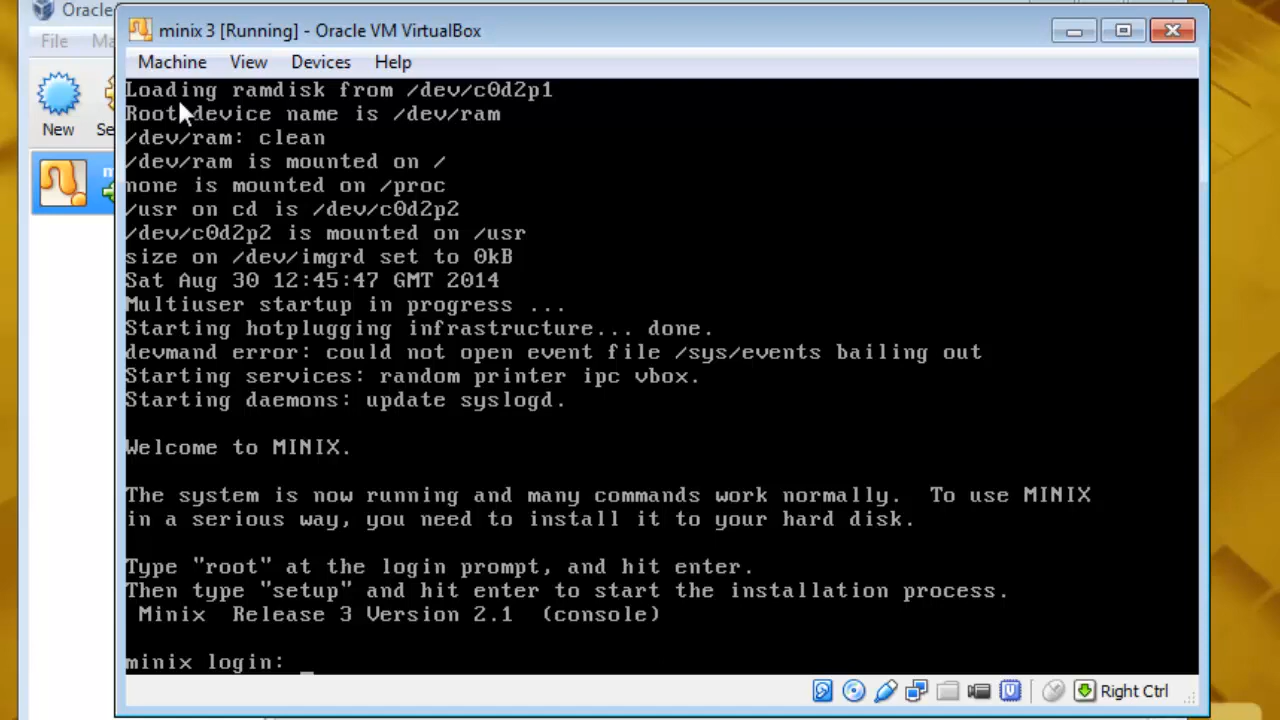 Oracle
minix 3 [Running] - Oracle VM VirtualBox
File
Machine View Devices Help
New
Loading ramdisk from /dev/c0d2p1
Root device name is /dev/ram
/dev/ram: clean
/dev/ram is mounted on /
none is mounted on /proc
/usr on cd is /dev/c0d2p2
/dev/c0d2p2 is mounted on /usr
size on /dev/imgrd set to 0kB
Sat Aug 30 12:45:47 GMT 2014
Multiuser startup in progress ...
Starting hotplugging infrastructure... done.
devmand error: could not open event file /sys/events bailing out
Starting services: random printer ipc vbox.
Starting daemons: update syslogd.
Welcome to MINIX.
The system is now running and many commands work normally. To use MINIX
in a serious way, you need to install it to your hard disk.
Type "root" at the login prompt, and hit enter.
Then type "setup" and hit enter to start the installation process.
Minix Release 3 Version 2.1 (console)
minix login: _
Right Ctrl